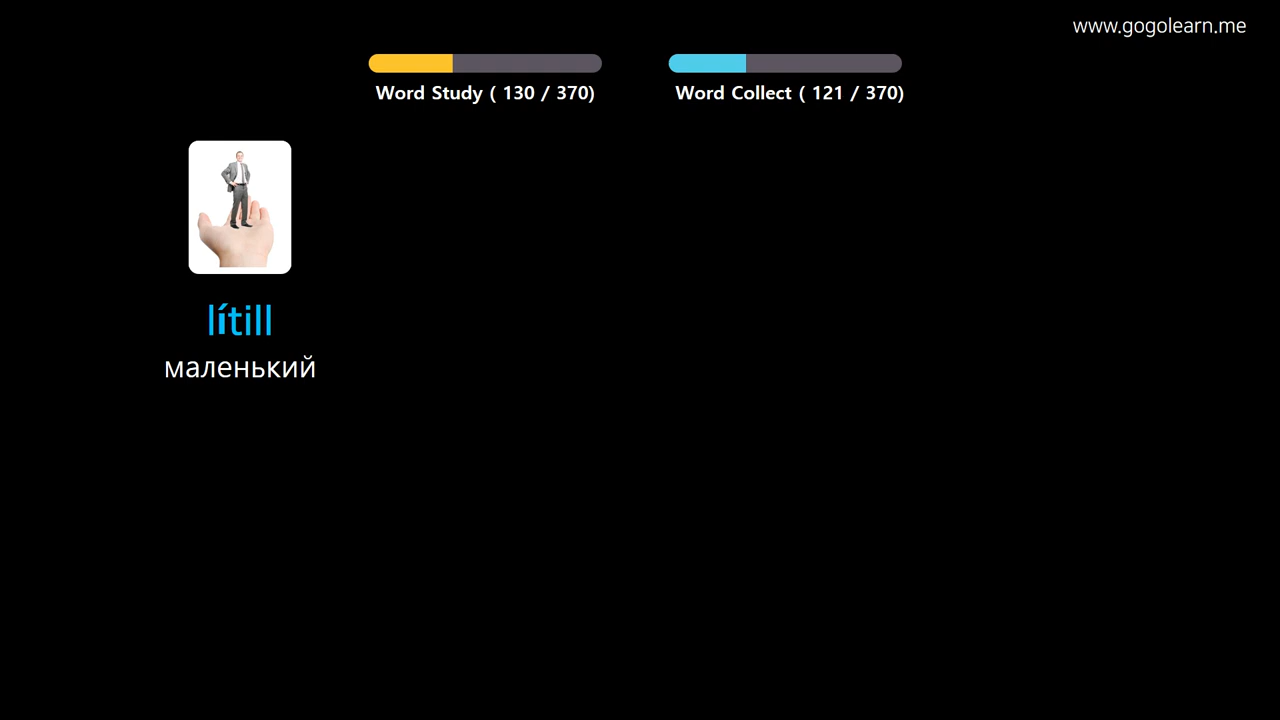 www.gogolearn.me
Word Study ( 130 / 370)
Word Collect ( 121 / 370)
lítill
маленький